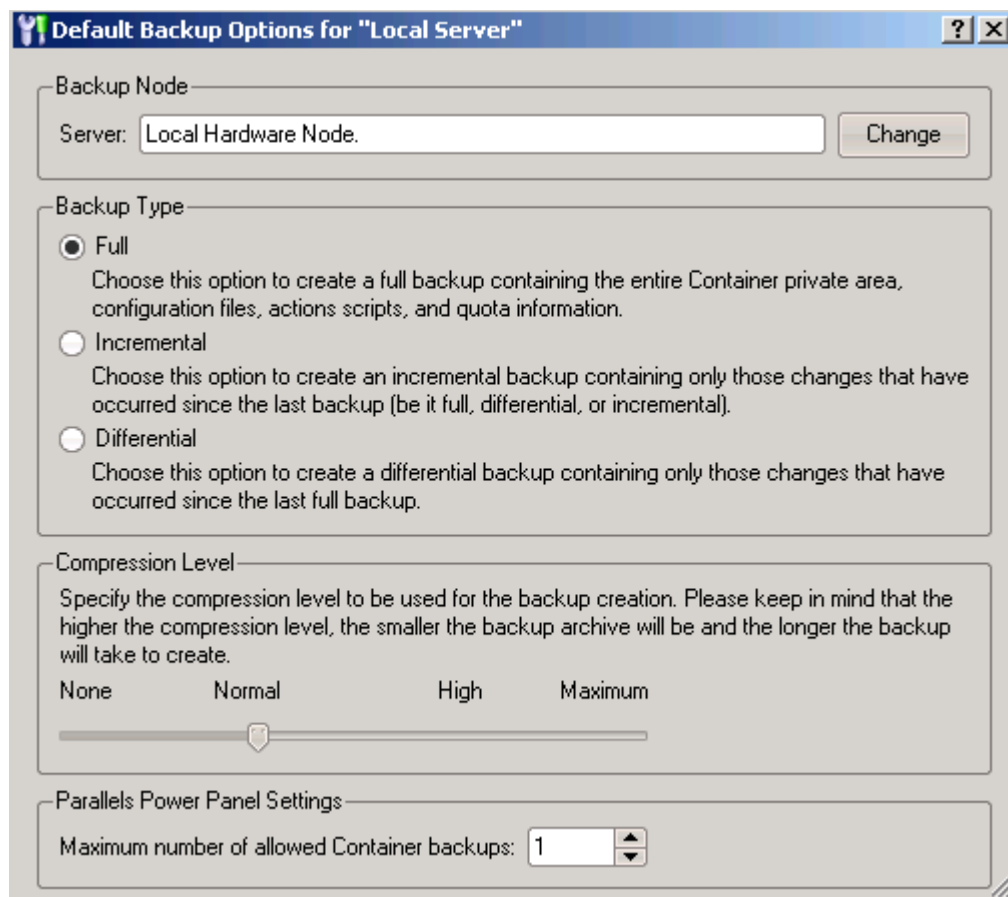 Default Backup Options for "Local Server"
Backup Node
Server: Local Hardware Node. Change
Backup Type
Full
Choose this option to create a full backup containing the entire Container private area,
configuration files, actions scripts, and quota information.
Incremental
Choose this option to create an incremental backup containing only those changes that have
occurred since the last backup (be it full, differential, or incremental).
Differential
Choose this option to create a differential backup containing only those changes that have
occurred since the last full backup.
Compression Level
Specify the compression level to be used for the backup creation. Please keep in mind that the
higher the compression level, the smaller the backup archive will be and the longer the backup
will take to create.
None Normal High Maximum
Parallels Power Panel Settings
Maximum number of allowed Container backups: 1